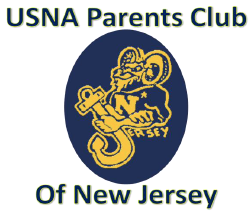 USNA Parents Club
N
JERSEY
Of New Jersey